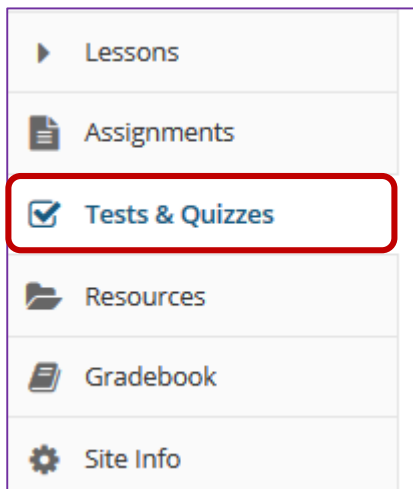 Lessons
Assignments
Tests & Quizzes
Resources
Gradebook
Site Info